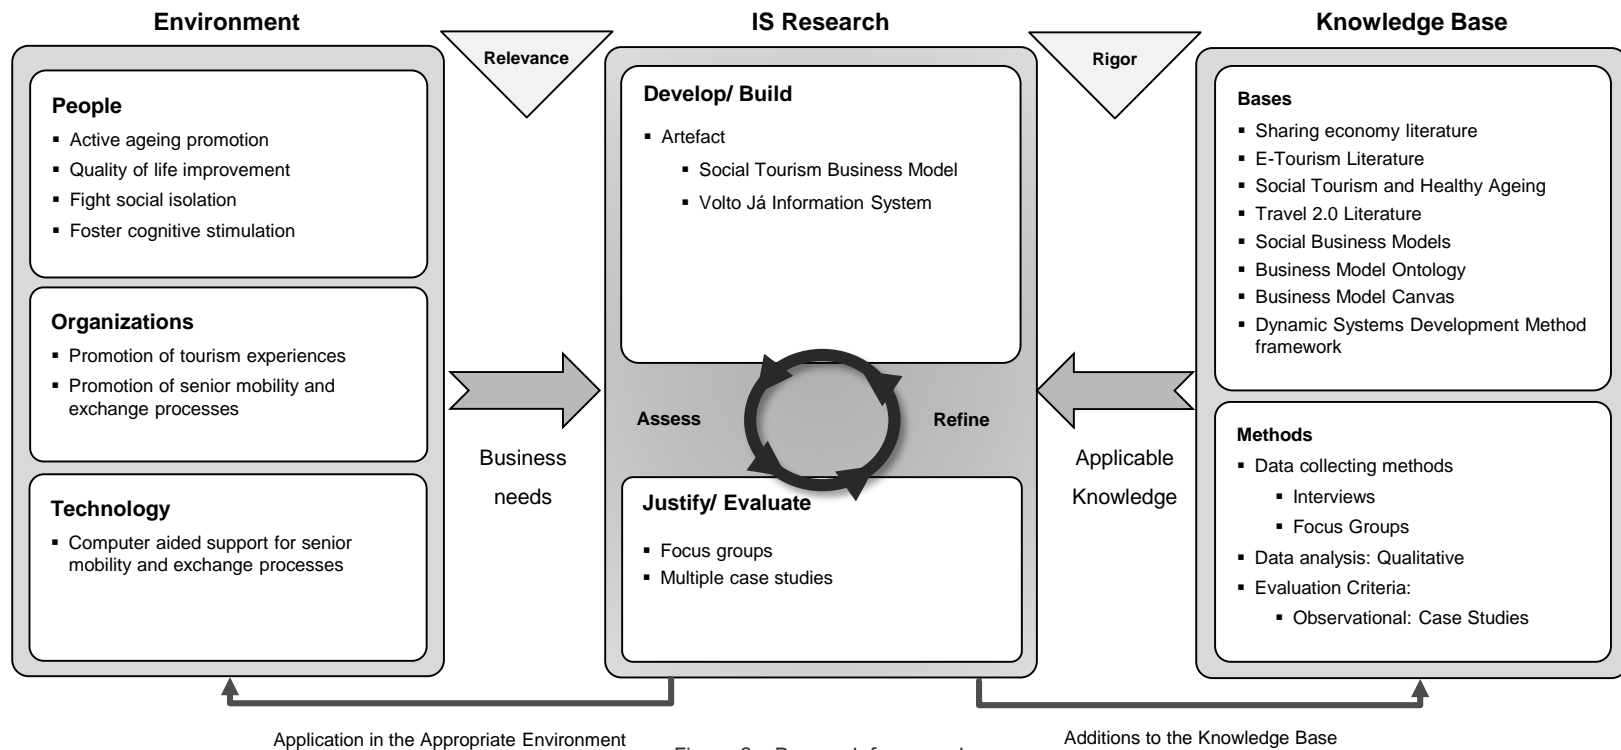 Environment
IS Research
Knowledge Base
Relevance
Rigor
People
▪ Active ageing promotion
▪ Quality of life improvement
▪ Fight social isolation
▪ Foster cognitive stimulation
Organizations
▪ Promotion of tourism experiences
▪ Promotion of senior mobility and
exchange processes
Technology
▪ Computer aided support for senior
mobility and exchange processes
Business
needs
Develop/ Build
▪ Artefact
▪ Social Tourism Business Model
▪ Volto Já Information System
Assess
Refine
Justify/ Evaluate
▪ Focus groups
▪ Multiple case studies
Applicable
Knowledge
Bases
▪ Sharing economy literature
▪ E-Tourism Literature
▪ Social Tourism and Healthy Ageing
▪ Travel 2.0 Literature
▪ Social Business Models
▪ Business Model Ontology
▪ Business Model Canvas
▪ Dynamic Systems Development Method
framework
Methods
▪ Data collecting methods
▪ Interviews
▪ Focus Groups
▪ Data analysis: Qualitative
▪ Evaluation Criteria:
▪ Observational: Case Studies
Application in the Appropriate Environment
Additions to the Knowledge Base